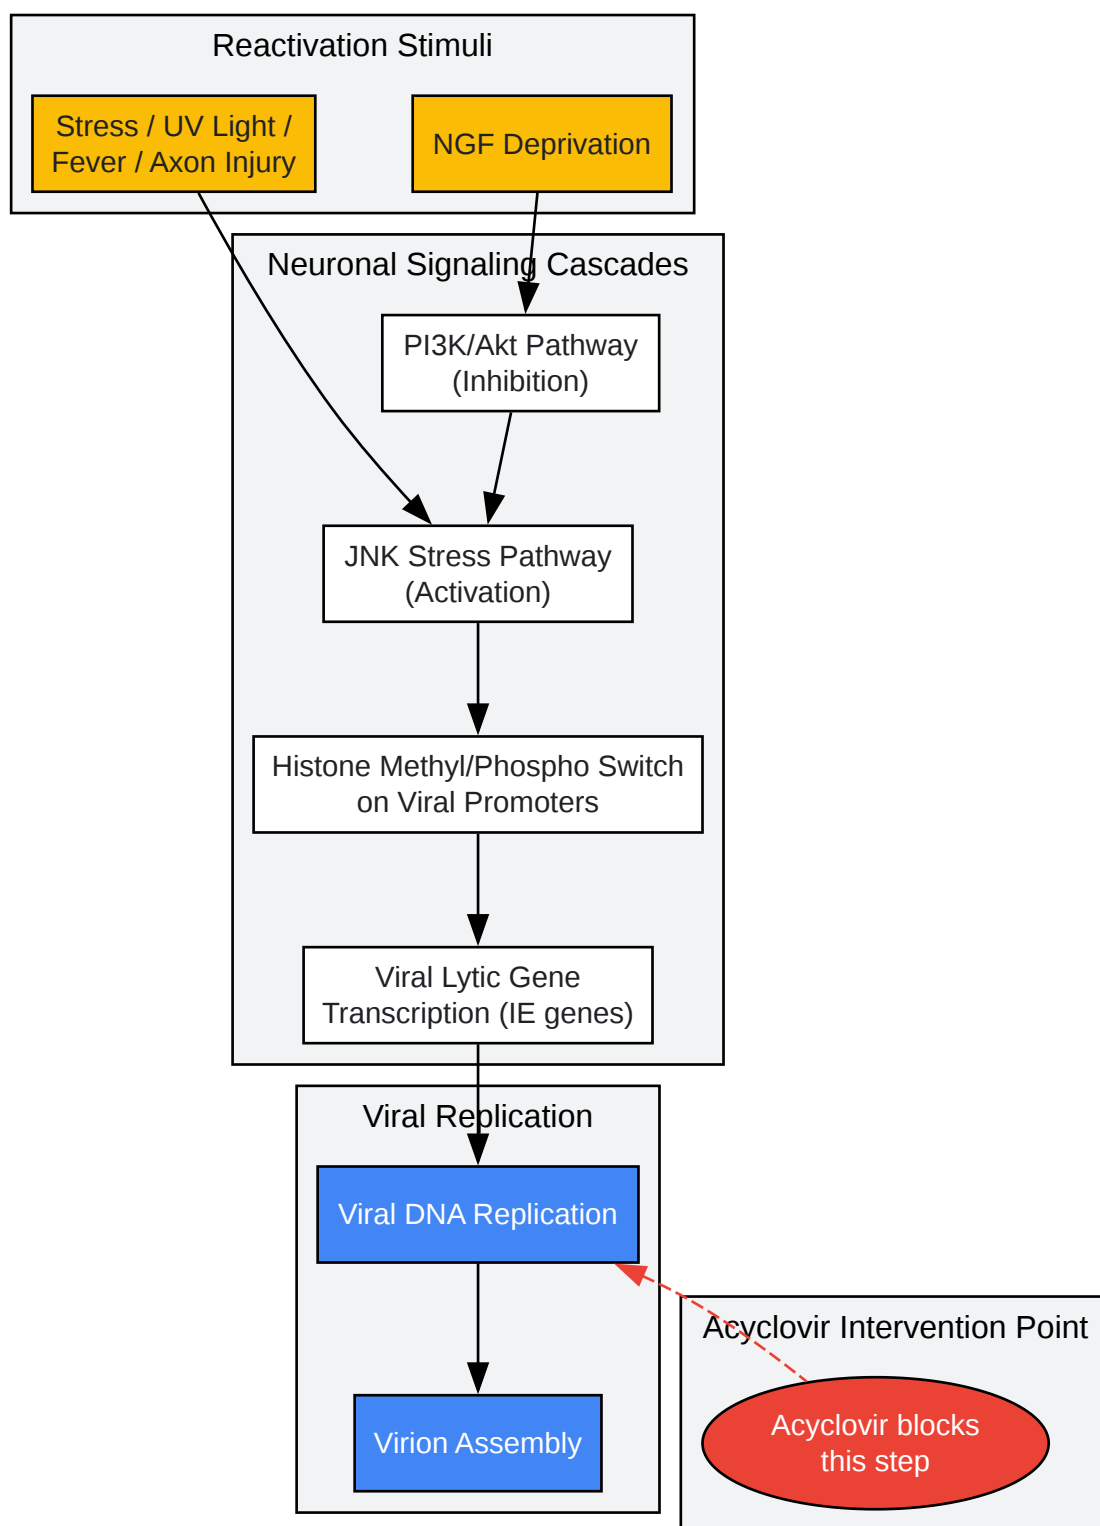 Reactivation Stimuli
Stress / UV Light /
Fever / Axon Injury
NGF Deprivation
Neuronal Signaling Cascades
PI3K/Akt Pathway
(Inhibition)
JNK Stress Pathway
(Activation)
Histone Methyl/Phospho Switch
on Viral Promoters
Viral Lytic Gene
Transcription (IE genes)
Viral Replication
Viral DNA Replication
Acyclovir Intervention Point
Virion Assembly
Acyclovir blocks
this step